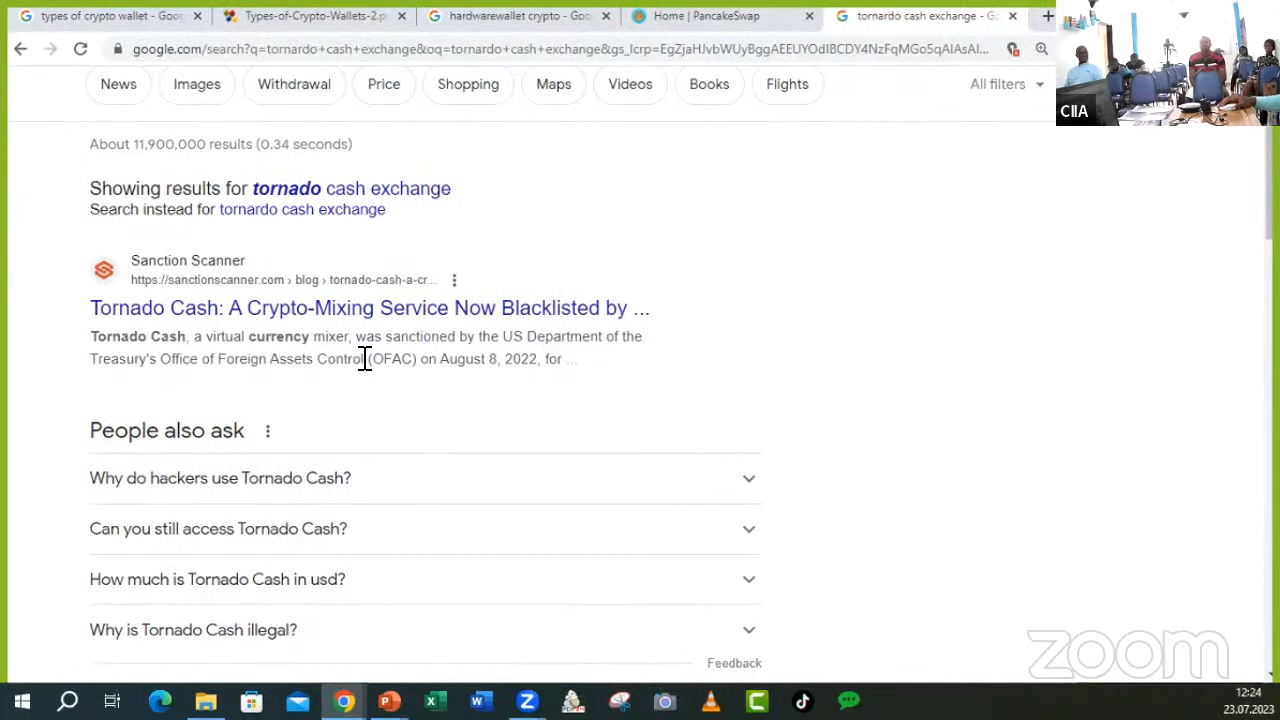 types of crypto wallet - Goog
Types-of-Crypto-Wallets-2.p
hardwarewallet crypto - Goo
Home | PancakeSwap
tornardo cash exchange - Go
google.com/search?q=tornardo+cash+exchange&oq=tornardo+cash+exchange&gs_lcrp=
News
Images
Withdrawal
Price
Shopping
Maps
Videos
Books
Flights
All filters
CIIA
About 11,900,000 results (0.34 seconds)
Showing results for tornado cash exchange
Search instead for tornardo cash exchange
Sanction Scanner
https://sanctionscanner.com › blog › tornado-cash-a-cr...
Tornado Cash: A Crypto-Mixing Service Now Blacklisted by ...
Tornado Cash, a virtual currency mixer, was sanctioned by the US Department of the
Treasury's Office of Foreign Assets Control (OFAC) on August 8, 2022, for ...
People also ask
Why do hackers use Tornado Cash?
Can you still access Tornado Cash?
How much is Tornado Cash in usd?
Why is Tornado Cash illegal?
Feedback
zoom
12:24
23.07.2023